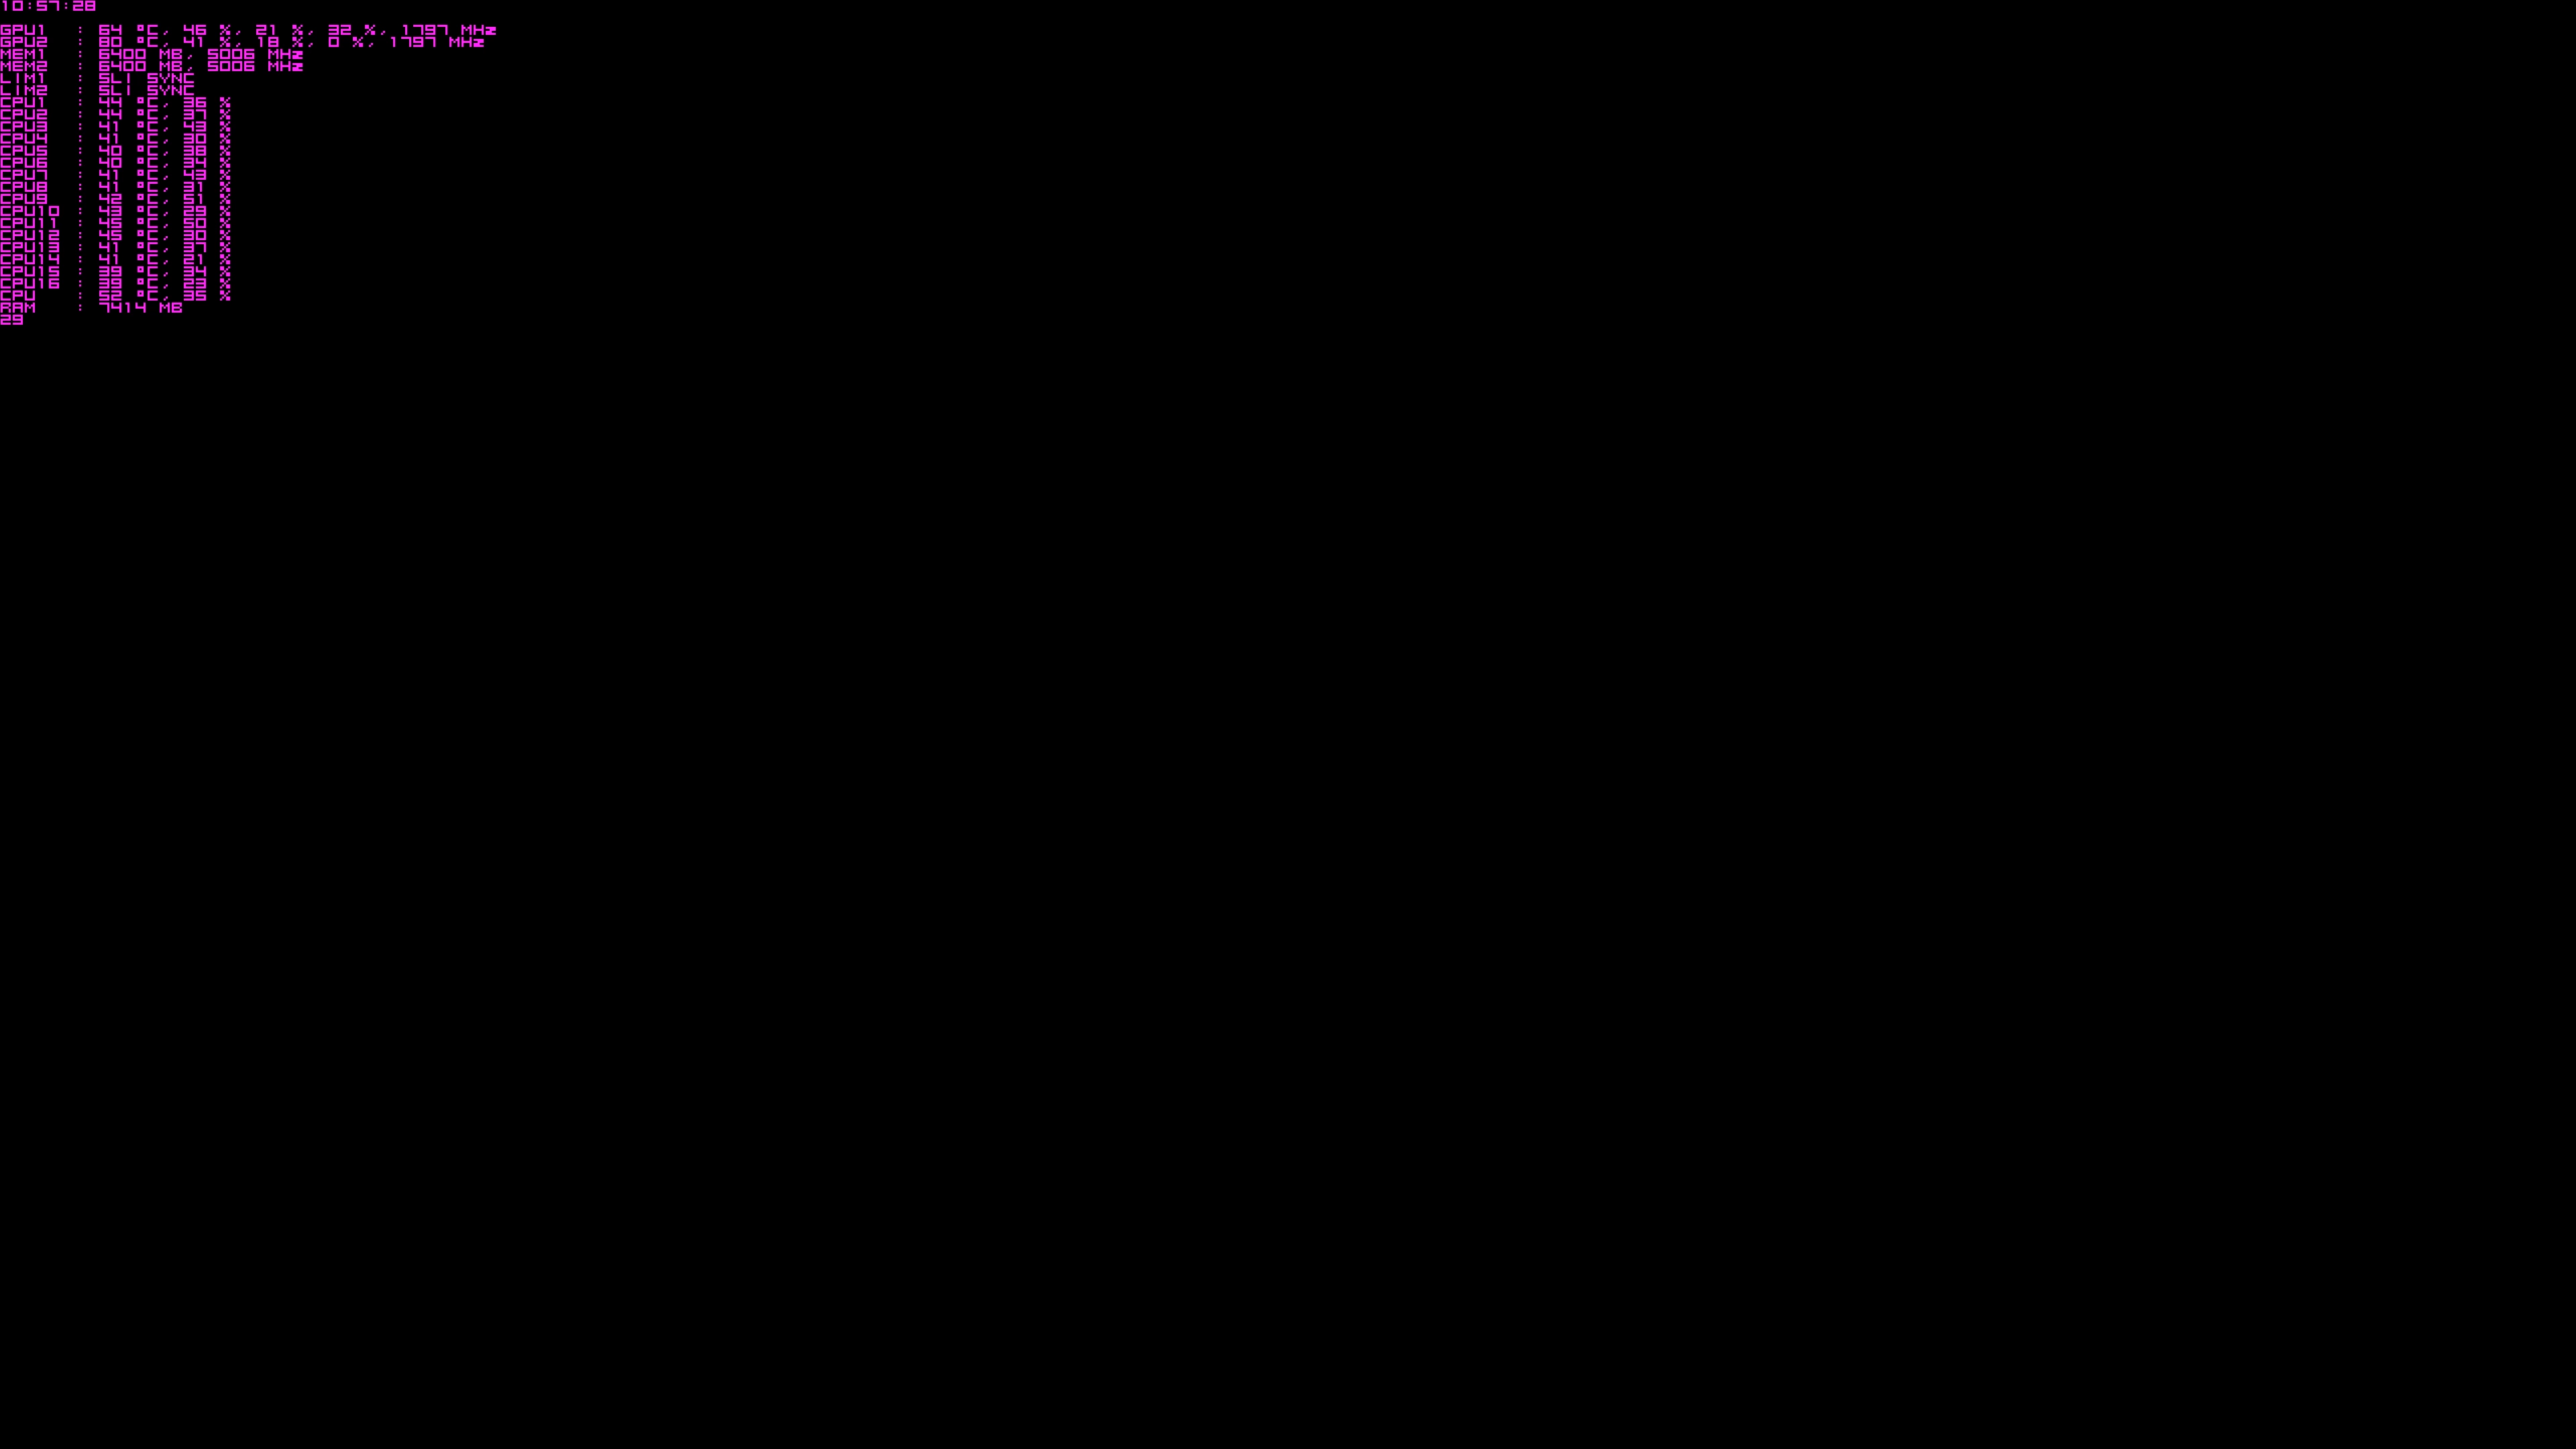 10:57:28
GPU1 : 64 °C, 46 %, 21 %, 32 %, 1797 MHz
GPU2 : 80 °C, 41 %, 18 %, 0 %, 1797 MHz
MEM1 : 6400 MB, 5006 MHz
MEM2 : 6400 MB, 5006 MHz
LIM1 : SLI SYNC
LIM2 : SLI SYNC
CPU1 : 44 °C, 36 %
CPU2 : 44 °C, 37 %
CPU3 : 41 °C, 43 %
CPU4 : 41 °C, 30 %
CPU5 : 40 °C, 38 %
CPU6 : 40 °C, 34 %
CPU7 : 41 °C, 43 %
CPU8 : 41 °C, 31 %
CPU9 : 42 °C, 51 %
CPU10 : 43 °C, 29 %
CPU11 : 45 °C, 50 %
CPU12 : 45 °C, 30 %
CPU13 : 41 °C, 37 %
CPU14 : 41 °C, 21 %
CPU15 : 39 °C, 34 %
CPU16 : 39 °C, 23 %
CPU : 52 °C, 35 %
RAM : 7414 MB
29